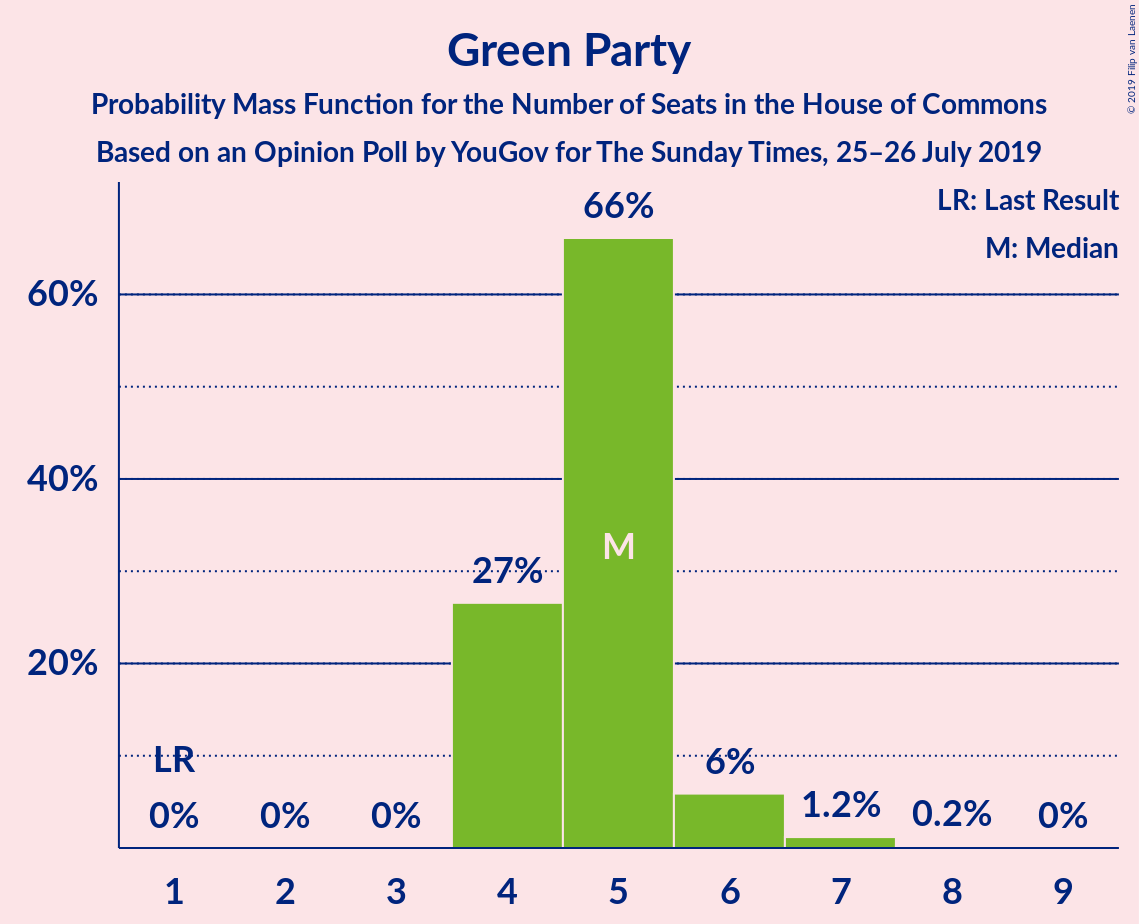 Green Party
Probability Mass Function for the Number of Seats in the House of Commons
Based on an Opinion Poll by YouGov for The Sunday Times, 25–26 July 2019
© 2019 Filip van Laenen
LR: Last Result
M: Median
66%
60%
40%
20%
M
27%
LR
0%
0%
0%
6%
1.2%
0.2%
0%
1 2 3 4 5 6 7 8 9